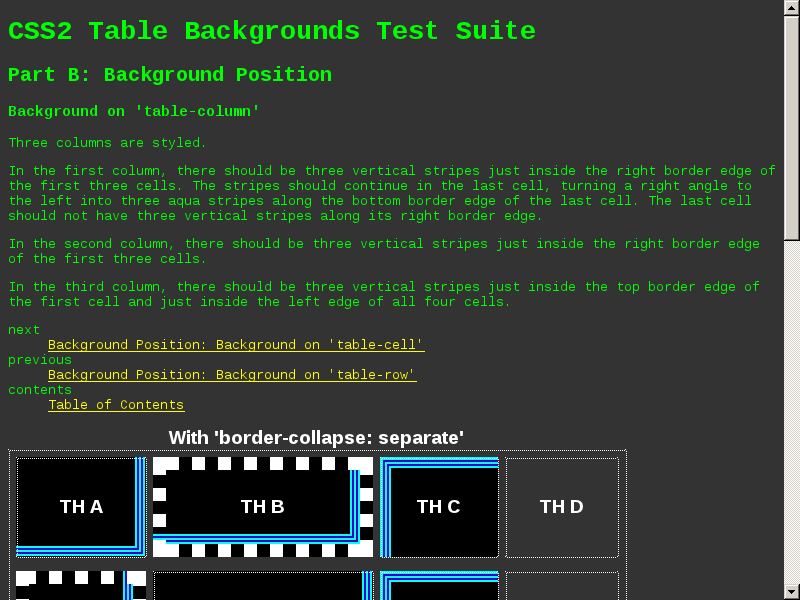 CSS2 Table Backgrounds Test Suite
Part B: Background Position
Background on 'table-column'
Three columns are styled.
In the first column, there should be three vertical stripes just inside the right border edge of
the first three cells. The stripes should continue in the last cell, turning a right angle to
the left into three aqua stripes along the bottom border edge of the last cell. The last cell
should not have three vertical stripes along its right border edge.
In the second column, there should be three vertical stripes just inside the right border edge
of the first three cells.
In the third column, there should be three vertical stripes just inside the top border edge of
the first cell and just inside the left edge of all four cells.
next
Background Position: Background on 'table-cell'
previous
Background Position: Background on 'table-row'
contents
Table of Contents
With 'border-collapse: separate'
TH A TH B TH C TH D